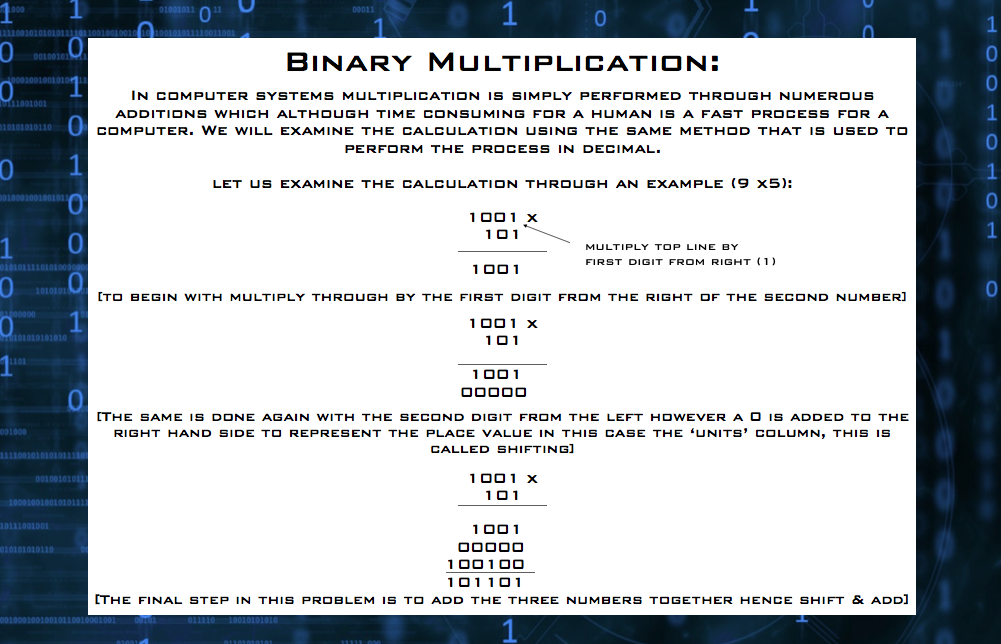 BINARY MULTIPLICATION:
IN COMPUTER SYSTEMS MULTIPLICATION IS SIMPLY PERFORMED THROUGH NUMEROUS
ADDITIONS WHICH ALTHOUGH TIME CONSUMING FOR A HUMAN IS A FAST PROCESS FOR A
COMPUTER. WE WILL EXAMINE THE CALCULATION USING THE SAME METHOD THAT IS USED TO
PERFORM THE PROCESS IN DECIMAL.
LET US EXAMINE THE CALCULATION THROUGH AN EXAMPLE (9 X5):
1001 X
101
MULTIPLY TOP LINE BY
FIRST DIGIT FROM RIGHT (1)
1001
[TO BEGIN WITH MULTIPLY THROUGH BY THE FIRST DIGIT FROM THE RIGHT OF THE SECOND NUMBER]
1001 X
101
1001
00000
[THE SAME IS DONE AGAIN WITH THE SECOND DIGIT FROM THE LEFT HOWEVER A 0 IS ADDED TO THE
RIGHT HAND SIDE TO REPRESENT THE PLACE VALUE IN THIS CASE THE ‘UNITS’ COLUMN, THIS IS
CALLED SHIFTING]
1001 X
101
1001
00000
100100
101101
[THE FINAL STEP IN THIS PROBLEM IS TO ADD THE THREE NUMBERS TOGETHER HENCE SHIFT & ADD]